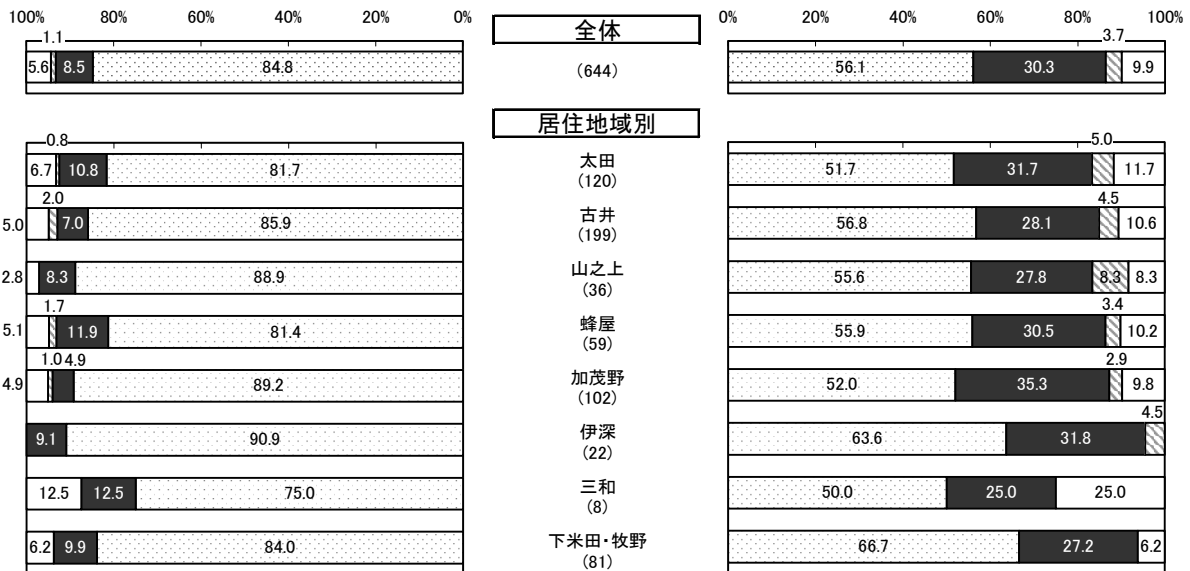 100% 80% 60% 40% 20% 0% 0% 20% 40% 60% 80% 100%
全体
1.1 3.7
5.6 8.5 84.8 (644) 56.1 30.3 9.9
居住地域別
0.8 5.0
太田
6.7 10.8 81.7 51.7 31.7 11.7
(120)
2.0 4.5
古井
5.0 7.0 85.9 56.8 28.1 10.6
(199)
山之上
2.8 8.3 88.9 55.6 27.8 8.3 8.3
(36)
1.7 3.4
蜂屋
5.1 11.9 81.4 55.9 30.5 10.2
(59)
1.0 4.9 2.9
加茂野
4.9 89.2 52.0 35.3 9.8
(102)
4.5
伊深
9.1 90.9 63.6 31.8
(22)
三和
12.5 12.5 75.0 50.0 25.0 25.0
(8)
下米田・牧野
6.2 9.9 84.0 66.7 27.2 6.2
(81)